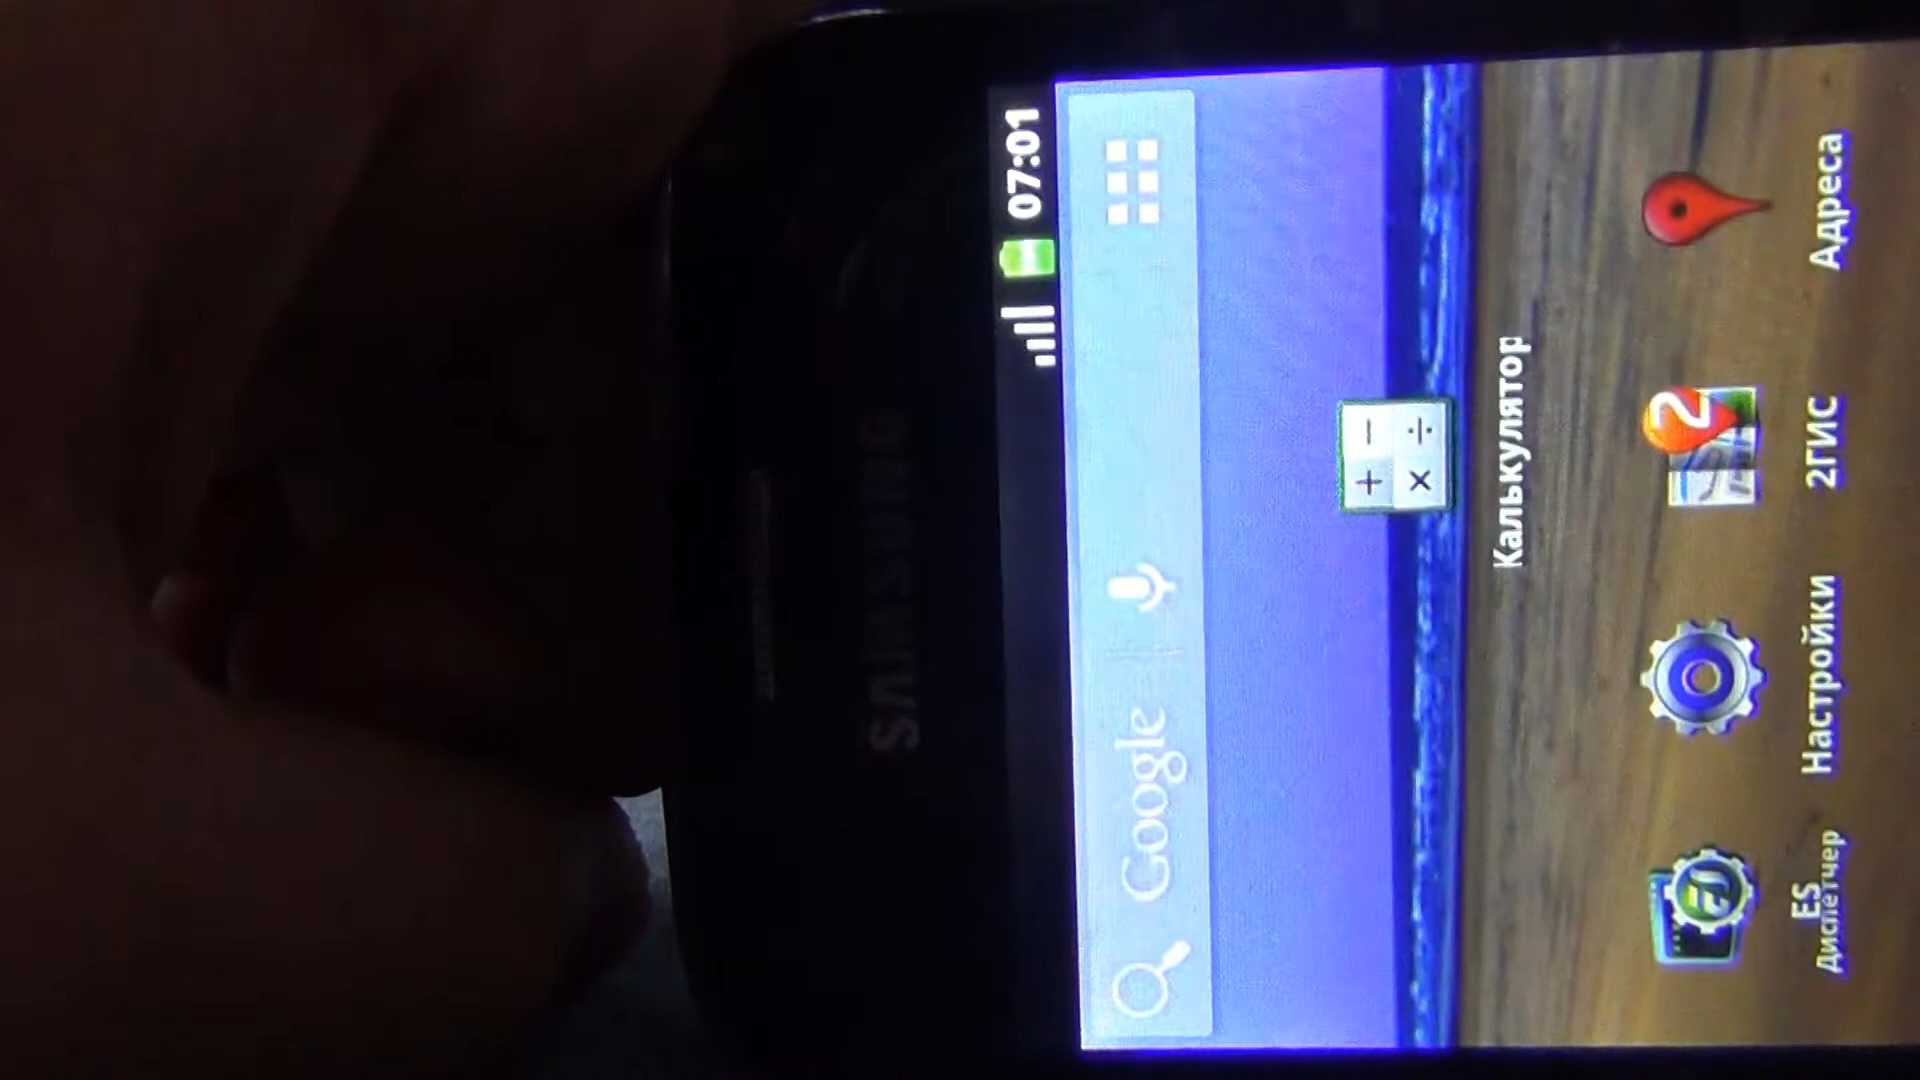 SAMSUNG
07:01
Google
Калькулятор
ES
Диспетчер
Настройки
2ГИС
Адреса